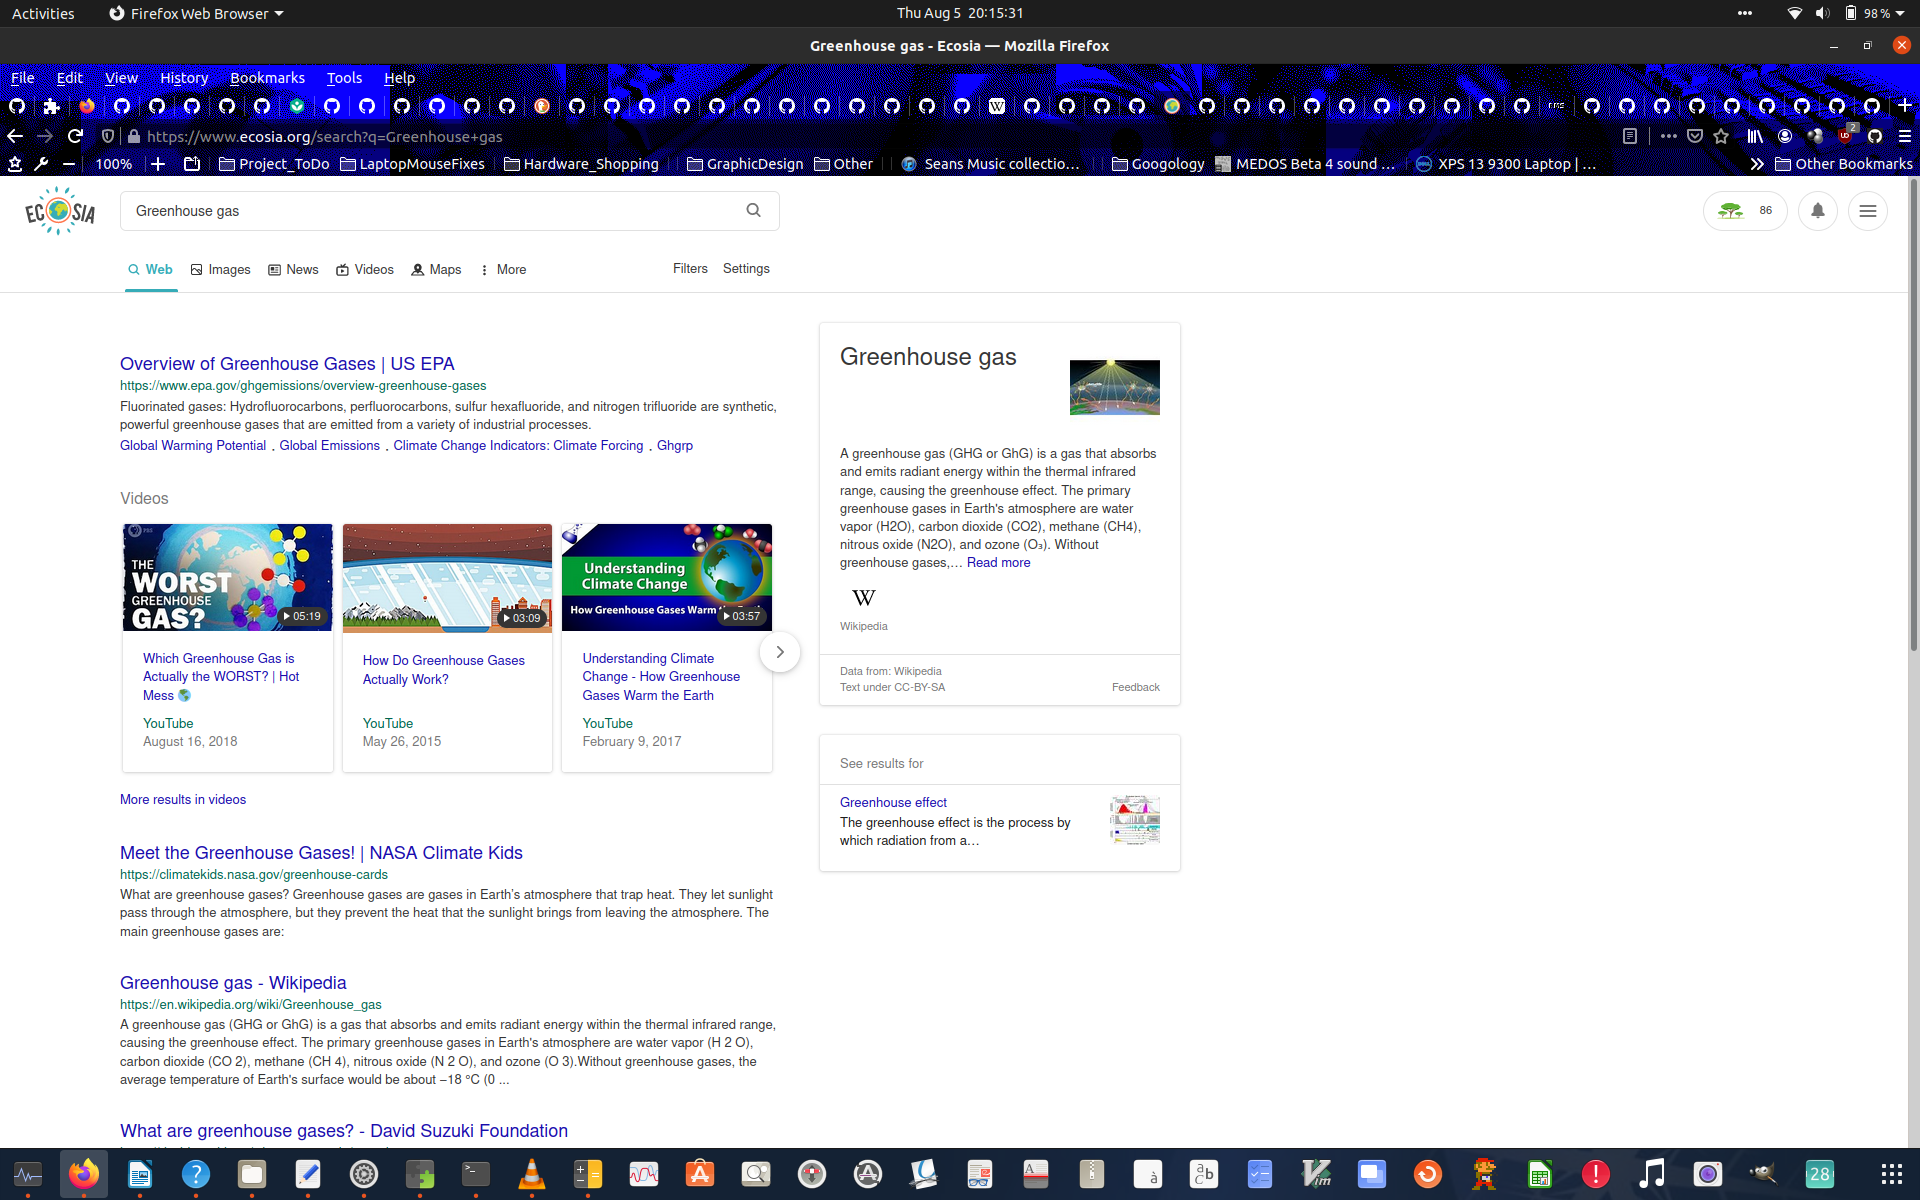 Activities
Firefox Web Browser
Thu Aug 5 20:15:31
98 %
Greenhouse gas - Ecosia — Mozilla Firefox
File Edit View History Bookmarks Tools Help
https://www.ecosia.org/search?q=Greenhouse+gas
2
100%
Project_ToDo
LaptopMouseFixes
Hardware_Shopping
GraphicDesign
Other
Seans Music collectio…
Googology
MEDOS Beta 4 sound …
XPS 13 9300 Laptop | …
Other Bookmarks
ECOSIA
Greenhouse gas
86
Web
Images
News
Videos
Maps
More
Filters
Settings
Overview of Greenhouse Gases | US EPA
https://www.epa.gov/ghgemissions/overview-greenhouse-gases
Fluorinated gases: Hydrofluorocarbons, perfluorocarbons, sulfur hexafluoride, and nitrogen trifluoride are synthetic,
powerful greenhouse gases that are emitted from a variety of industrial processes.
Global Warming Potential . Global Emissions . Climate Change Indicators: Climate Forcing . Ghgrp
Videos
PBS
THE
WORST
GREENHOUSE
GAS?
05:19
Which Greenhouse Gas is
Actually the WORST? | Hot
Mess 🌎
YouTube
August 16, 2018
03:09
How Do Greenhouse Gases
Actually Work?
YouTube
May 26, 2015
Understanding
Climate Change
How Greenhouse Gases Warm
03:57
Understanding Climate
Change - How Greenhouse
Gases Warm the Earth
YouTube
February 9, 2017
More results in videos
Meet the Greenhouse Gases! | NASA Climate Kids
https://climatekids.nasa.gov/greenhouse-cards
What are greenhouse gases? Greenhouse gases are gases in Earth’s atmosphere that trap heat. They let sunlight
pass through the atmosphere, but they prevent the heat that the sunlight brings from leaving the atmosphere. The
main greenhouse gases are:
Greenhouse gas - Wikipedia
https://en.wikipedia.org/wiki/Greenhouse_gas
A greenhouse gas (GHG or GhG) is a gas that absorbs and emits radiant energy within the thermal infrared range,
causing the greenhouse effect. The primary greenhouse gases in Earth's atmosphere are water vapor (H 2 O),
carbon dioxide (CO 2), methane (CH 4), nitrous oxide (N 2 O), and ozone (O 3).Without greenhouse gases, the
average temperature of Earth's surface would be about −18 °C (0 ...
What are greenhouse gases? - David Suzuki Foundation
Greenhouse gas
A greenhouse gas (GHG or GhG) is a gas that absorbs
and emits radiant energy within the thermal infrared
range, causing the greenhouse effect. The primary
greenhouse gases in Earth's atmosphere are water
vapor (H2O), carbon dioxide (CO2), methane (CH4),
nitrous oxide (N2O), and ozone (O₃). Without
greenhouse gases,… Read more
W
Wikipedia
Data from: Wikipedia
Text under CC-BY-SA
Feedback
See results for
Greenhouse effect
The greenhouse effect is the process by
which radiation from a…
28